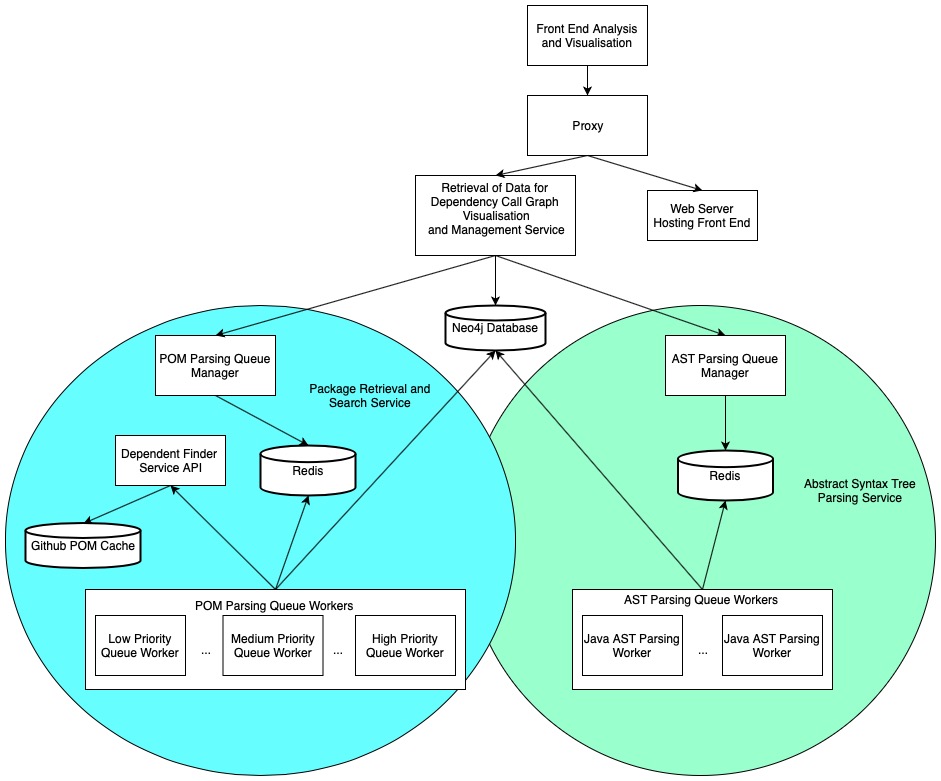 Front End Analysis
and Visualisation
Proxy
Retrieval of Data for
Dependency Call Graph
Visualisation
and Management Service
Web Server
Hosting Front End
Neo4j Database
POM Parsing Queue
Manager
AST Parsing Queue
Manager
Package Retrieval and
Search Service
Dependent Finder
Service API
Redis
Redis
Abstract Syntax Tree
Parsing Service
Github POM Cache
POM Parsing Queue Workers
Low Priority
Queue Worker
...
Medium Priority
Queue Worker
...
High Priority
Queue Worker
AST Parsing Queue Workers
Java AST Parsing
Worker
...
Java AST Parsing
Worker